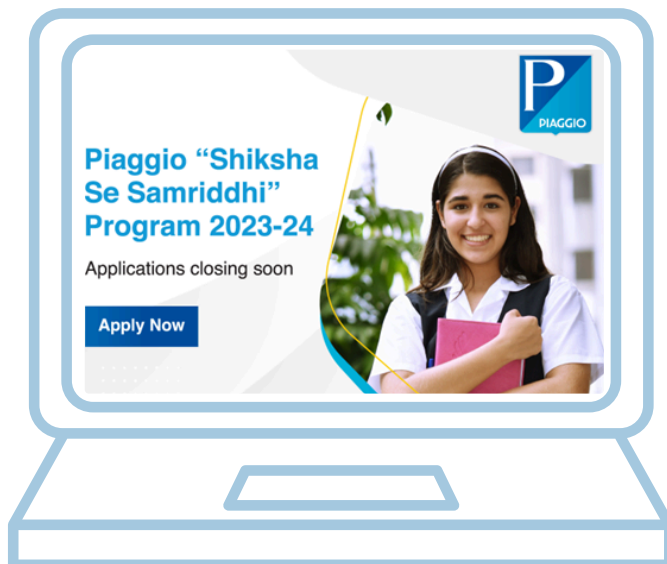 P
PIAGGIO
Piaggio “Shiksha
Se Samriddhi”
Program 2023-24
Applications closing soon
Apply Now